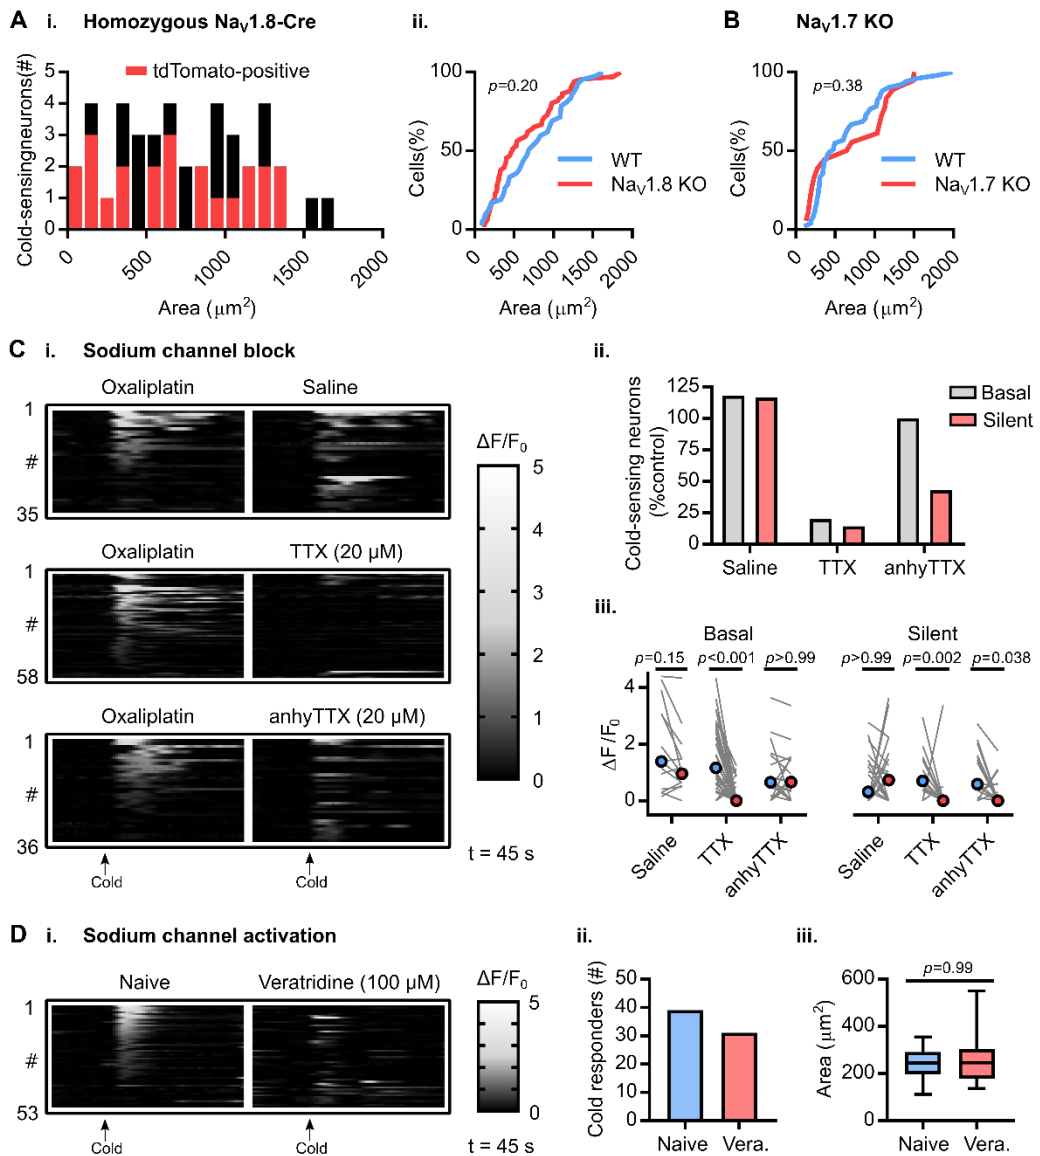 A i. Homozygous NaV1.8-Cre ii. B NaV1.7 KO
tdTomato-positive
Cold-sensingneurons(#)
5
4
3
2
1
0
0 500 1000 1500 2000
Area (μm2)
p=0.20
Cells(%)
100
50
0
WT
NaV1.8 KO
0 500 1000 1500 2000
Area (μm2)
p=0.38
Cells(%)
100
50
0
WT
NaV1.7 KO
0 500 1000 1500 2000
Area (μm2)
C i. Sodium channel block
Oxaliplatin Saline
1
#
35
Oxaliplatin TTX (20 μM)
1
#
58
Oxaliplatin anhyTTX (20 μM)
1
#
36
Cold Cold
ΔF/F0
5
4
3
2
1
0
t = 45 s
ii.
Cold-sensing neurons
(%control)
125
100
75
50
25
0
Basal
Silent
Saline TTX anhyTTX
iii.
Basal Silent
p=0.15 p<0.001 p>0.99 p>0.99 p=0.002 p=0.038
ΔF/F0
4
2
0
Saline TTX anhyTTX Saline TTX anhyTTX
D i. Sodium channel activation
Naive Veratridine (100 μM)
1
#
53
Cold Cold
ΔF/F0
5
0
t = 45 s
ii.
Cold responders (#)
50
40
30
20
10
0
Naive Vera.
iii.
p=0.99
Area (μm2)
600
400
200
0
Naive Vera.